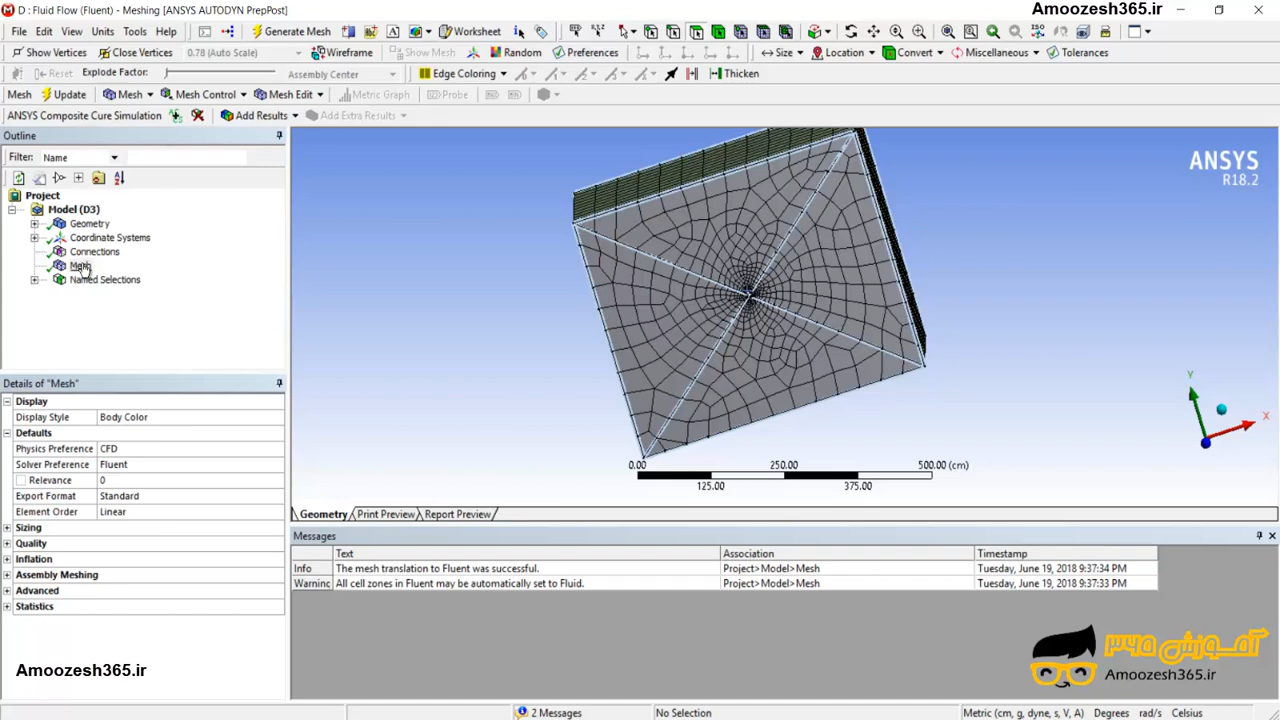 D : Fluid Flow (Fluent) - Meshing [ANSYS AUTODYN PrepPost]
Amoozesh365.ir
File Edit View Units Tools Help Generate Mesh Worksheet
Show Vertices Close Vertices 0.78 (Auto Scale) Wireframe Show Mesh Random Preferences Size Location Convert Miscellaneous Tolerances
Reset Explode Factor: Assembly Center Edge Coloring Thicken
Mesh Update Mesh Mesh Control Mesh Edit Metric Graph Probe
ANSYS Composite Cure Simulation Add Results Add Extra Results
Outline
Filter: Name
Project
Model (D3)
Geometry
Coordinate Systems
Connections
Mesh
Named Selections
Details of "Mesh"
Display
Display Style Body Color
Defaults
Physics Preference CFD
Solver Preference Fluent
Relevance 0
Export Format Standard
Element Order Linear
Sizing
Quality
Inflation
Assembly Meshing
Advanced
Statistics
Amoozesh365.ir
ANSYS
R18.2
Y
X
0.00 250.00 500.00 (cm)
125.00 375.00
Geometry Print Preview Report Preview
Messages
Text Association Timestamp
Info The mesh translation to Fluent was successful. Project>Model>Mesh Tuesday, June 19, 2018 9:37:34 PM
Warninc All cell zones in Fluent may be automatically set to Fluid. Project>Model>Mesh Tuesday, June 19, 2018 9:37:33 PM
آموزش ۳۶۵
Amoozesh365.ir
2 Messages No Selection Metric (cm, g, dyne, s, V, A) Degrees rad/s Celsius